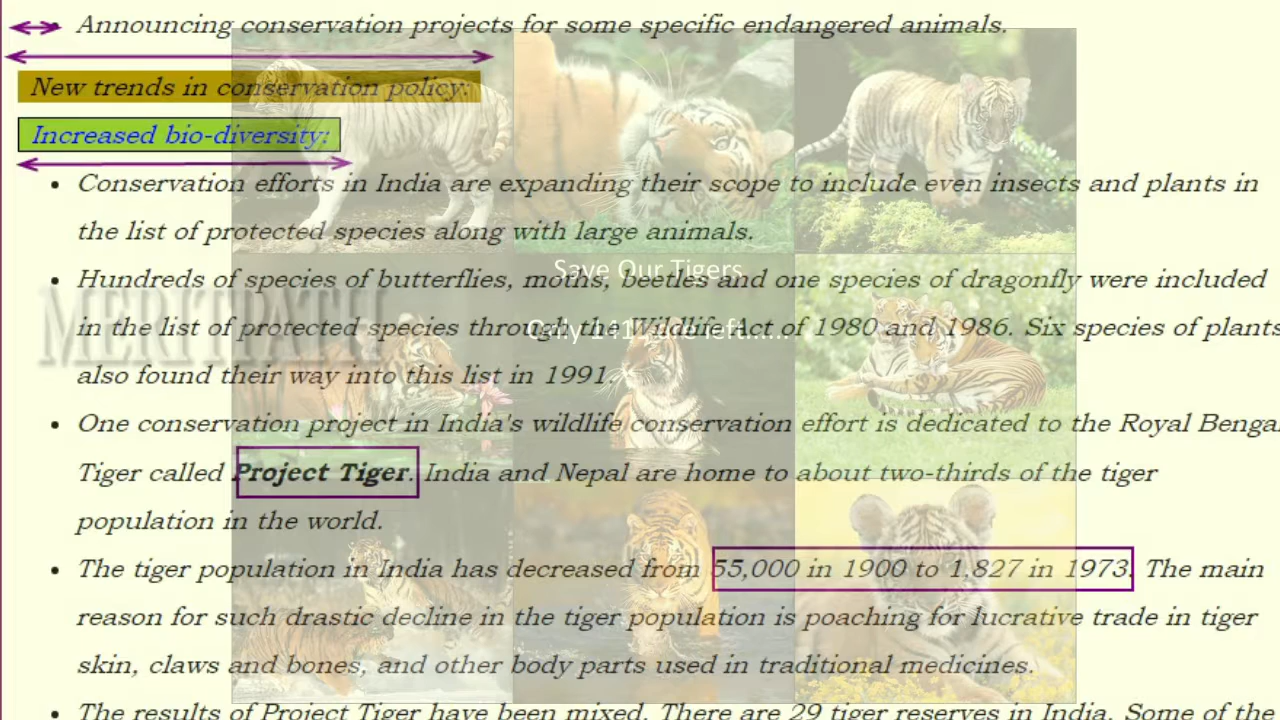 Announcing conservation projects for some specific endangered animals.
New trends in conservation policy:
Increased bio-diversity:
• Conservation efforts in India are expanding their scope to include even insects and plants in
the list of protected species along with large animals.
• Hundreds of species of butterflies, moths, beetles and one species of dragonfly were included
in the list of protected species through the Wildlife Act of 1980 and 1986. Six species of plants
also found their way into this list in 1991.
• One conservation project in India's wildlife conservation effort is dedicated to the Royal Bengal
Tiger called Project Tiger. India and Nepal are home to about two-thirds of the tiger
population in the world.
• The tiger population in India has decreased from 55,000 in 1900 to 1,827 in 1973. The main
reason for such drastic decline in the tiger population is poaching for lucrative trade in tiger
skin, claws and bones, and other body parts used in traditional medicines.
• The results of Project Tiger have been mixed. There are 29 tiger reserves in India. Some of the
Save Our Tigers
Only 1411 are left......
MERITPATH